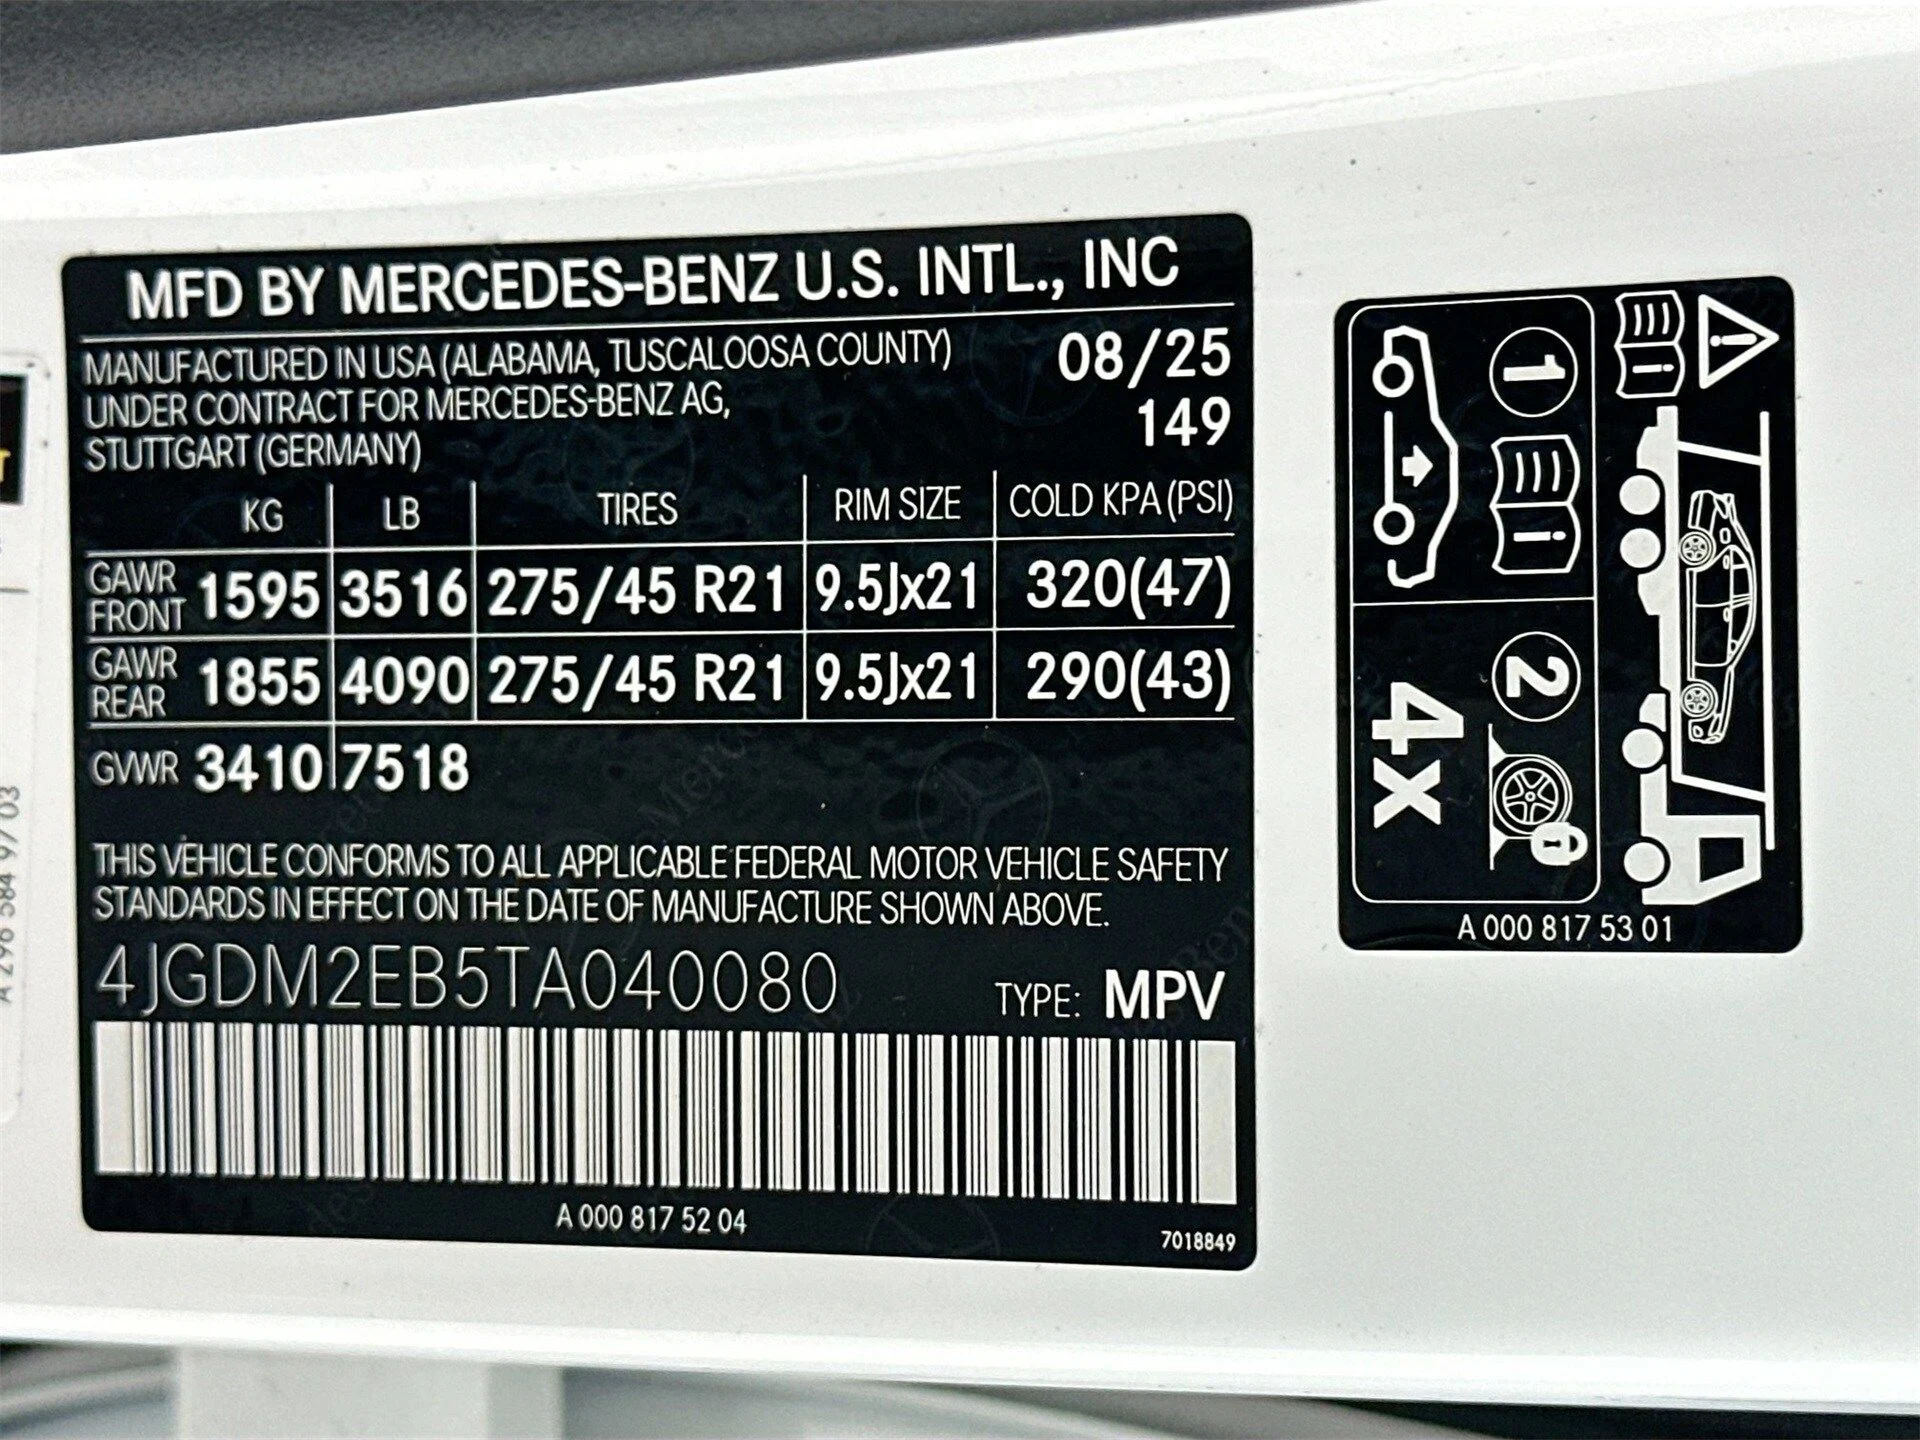 MFD BY MERCEDES-BENZ U.S. INTL., INC
MANUFACTURED IN USA (ALABAMA, TUSCALOOSA COUNTY) 08/25
UNDER CONTRACT FOR MERCEDES-BENZ AG, 149
STUTTGART (GERMANY)
KG LB TIRES RIM SIZE COLD KPA (PSI)
GAWR FRONT 1595 3516 275/45 R21 9.5Jx21 320(47)
GAWR REAR 1855 4090 275/45 R21 9.5Jx21 290(43)
GVWR 3410 7518
THIS VEHICLE CONFORMS TO ALL APPLICABLE FEDERAL MOTOR VEHICLE SAFETY
STANDARDS IN EFFECT ON THE DATE OF MANUFACTURE SHOWN ABOVE.
4JGDM2EB5TA040080 TYPE: MPV
A 000 817 52 04
7018849
1
2
4x
A 000 817 53 01
A 296 584 97 03